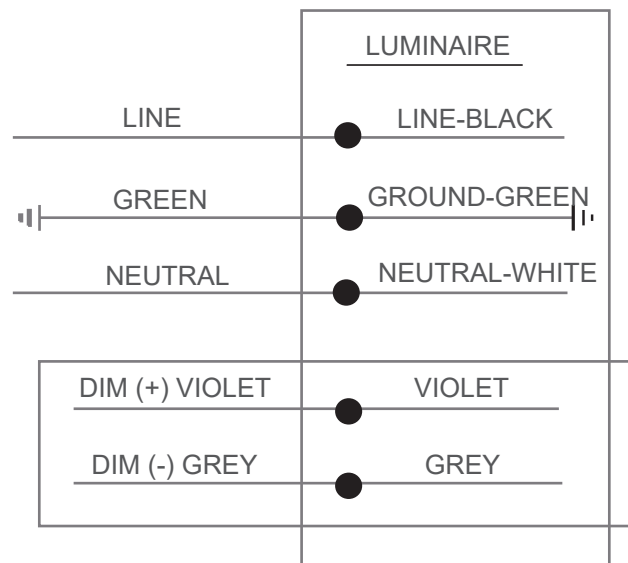 LUMINAIRE
LINE LINE-BLACK
GREEN GROUND-GREEN
NEUTRAL NEUTRAL-WHITE
DIM (+) VIOLET VIOLET
DIM (-) GREY GREY